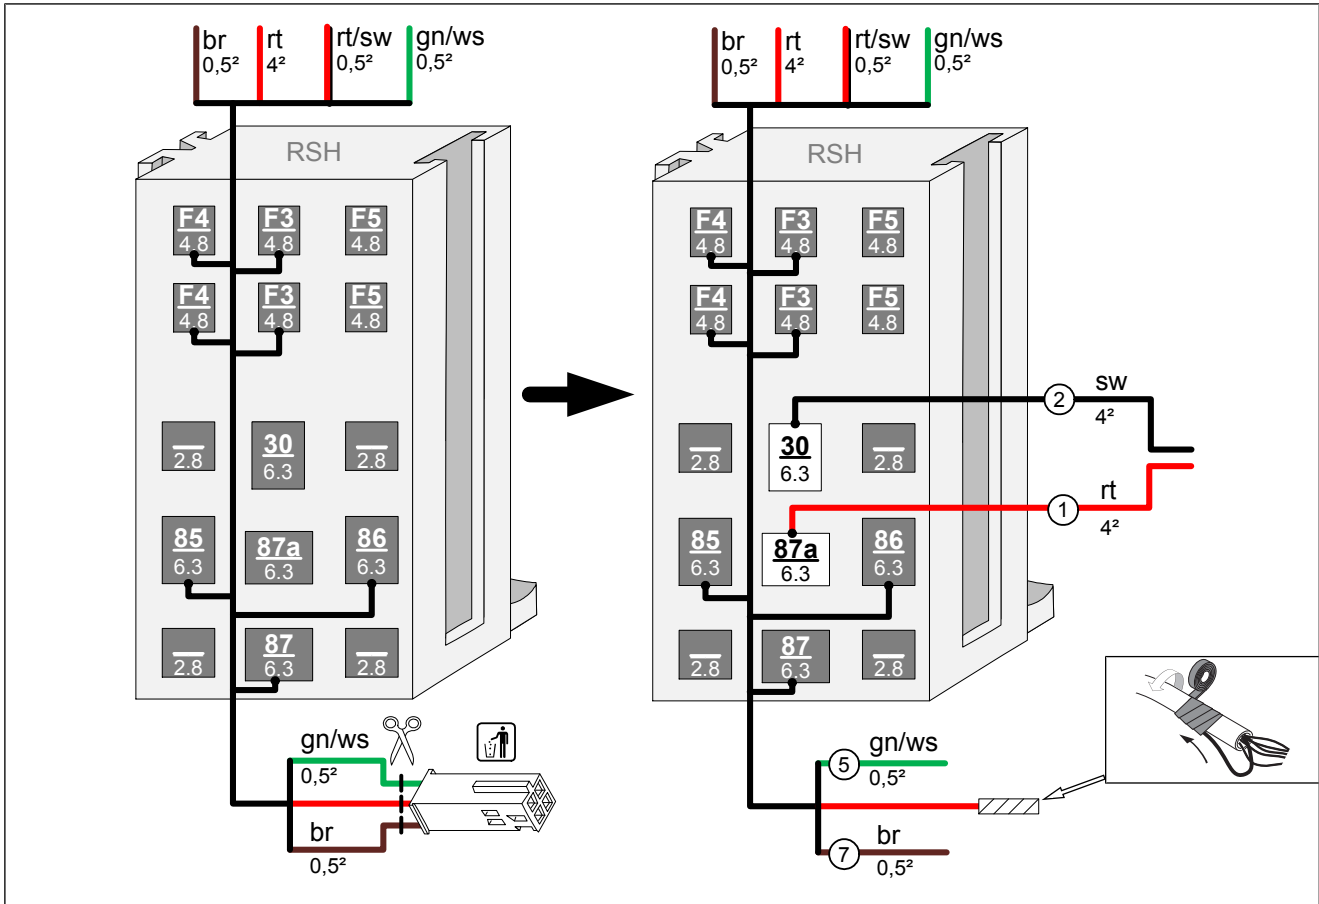 br rt rt/sw gn/ws
0,5² 4² 0,5² 0,5²
RSH
F4 F3 F5
4.8 4.8 4.8
F4 F3 F5
4.8 4.8 4.8
30
2.8 6.3 2.8
85 87a 86
6.3 6.3 6.3
87
2.8 6.3 2.8
gn/ws
0,5²
br
0,5²
br rt rt/sw gn/ws
0,5² 4² 0,5² 0,5²
RSH
F4 F3 F5
4.8 4.8 4.8
F4 F3 F5
4.8 4.8 4.8
2 sw
4²
30
2.8 6.3 2.8
1 rt
4²
85 87a 86
6.3 6.3 6.3
87
2.8 6.3 2.8
5 gn/ws
0,5²
7 br
0,5²